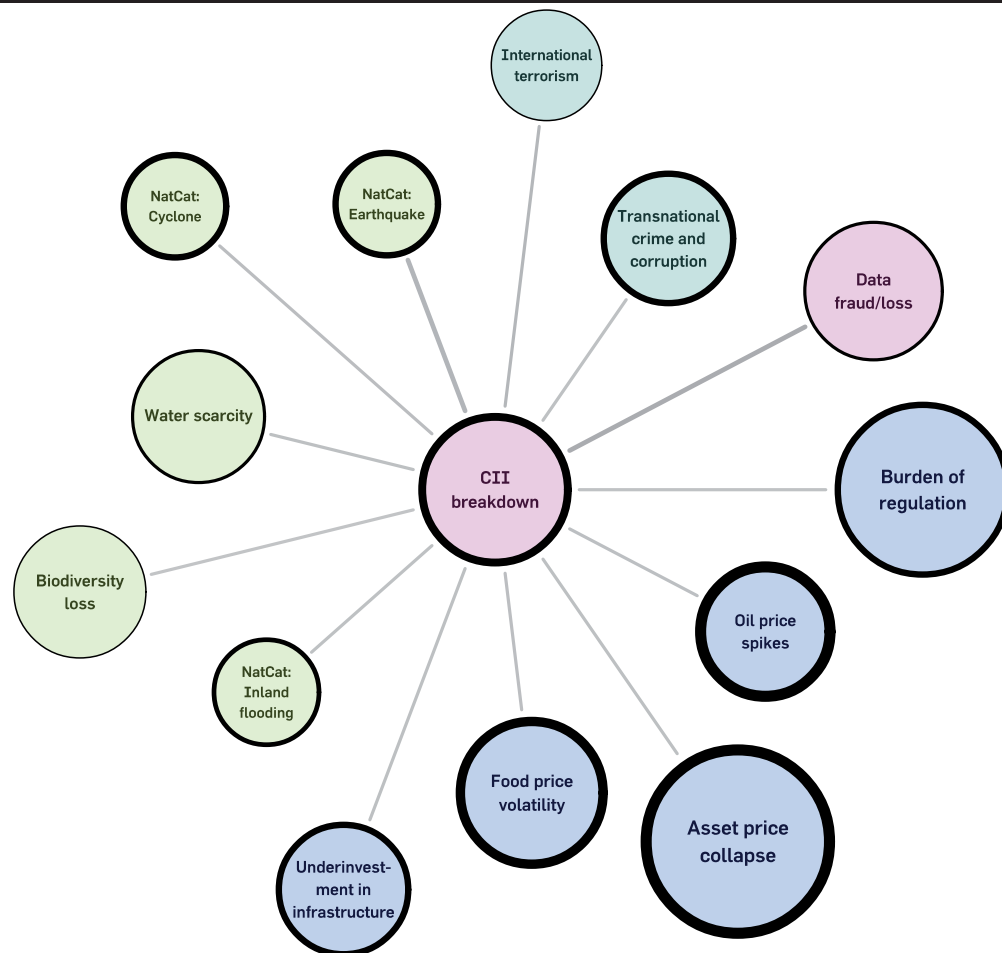 International
terrorism
NatCat:
Cyclone
NatCat:
Earthquake
Transnational
crime and
corruption
Data
fraud/loss
Water scarcity
CII
breakdown
Burden of
regulation
Biodiversity
loss
Oil price
spikes
NatCat:
Inland
flooding
Food price
volatility
Asset price
collapse
Underinvest-
ment in
infrastructure